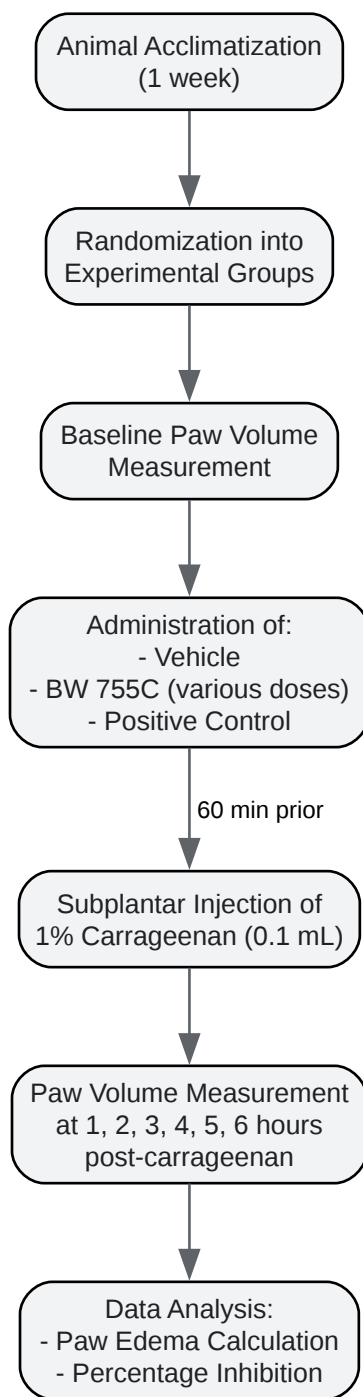 Animal Acclimatization
(1 week)
Randomization into
Experimental Groups
Baseline Paw Volume
Measurement
Administration of:
- Vehicle
- BW 755C (various doses)
- Positive Control
60 min prior
Subplantar Injection of
1% Carrageenan (0.1 mL)
Paw Volume Measurement
at 1, 2, 3, 4, 5, 6 hours
post-carrageenan
Data Analysis:
- Paw Edema Calculation
- Percentage Inhibition